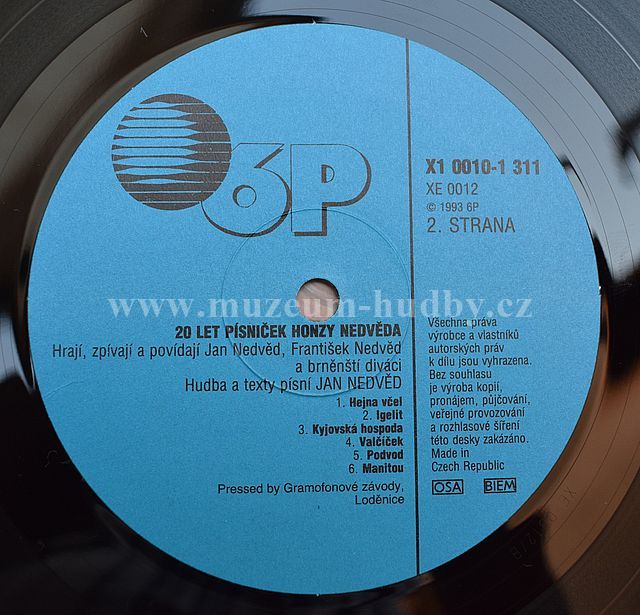 6P
X1 0010-1 311
XE 0012
© 1993 6P
2. STRANA
www.muzeum-hudby.cz
20 LET PÍSNIČEK HONZY NEDVĚDA
Hrají, zpívají a povídají Jan Nedvěd, František Nedvěd
a brněnští diváci
Hudba a texty písní JAN NEDVĚD
1. Hejna včel
2. Igelit
3. Kyjovská hospoda
4. Valčíček
5. Podvod
6. Manitou
Pressed by Gramofonové závody,
Loděnice
Všechna práva
výrobce a vlastníků
autorských práv
k dílu jsou vyhrazena.
Bez souhlasu
je výroba kopií,
pronájem, půjčování,
veřejné provozování
a rozhlasové šíření
této desky zakázáno.
Made in
Czech Republic
OSA BIEM